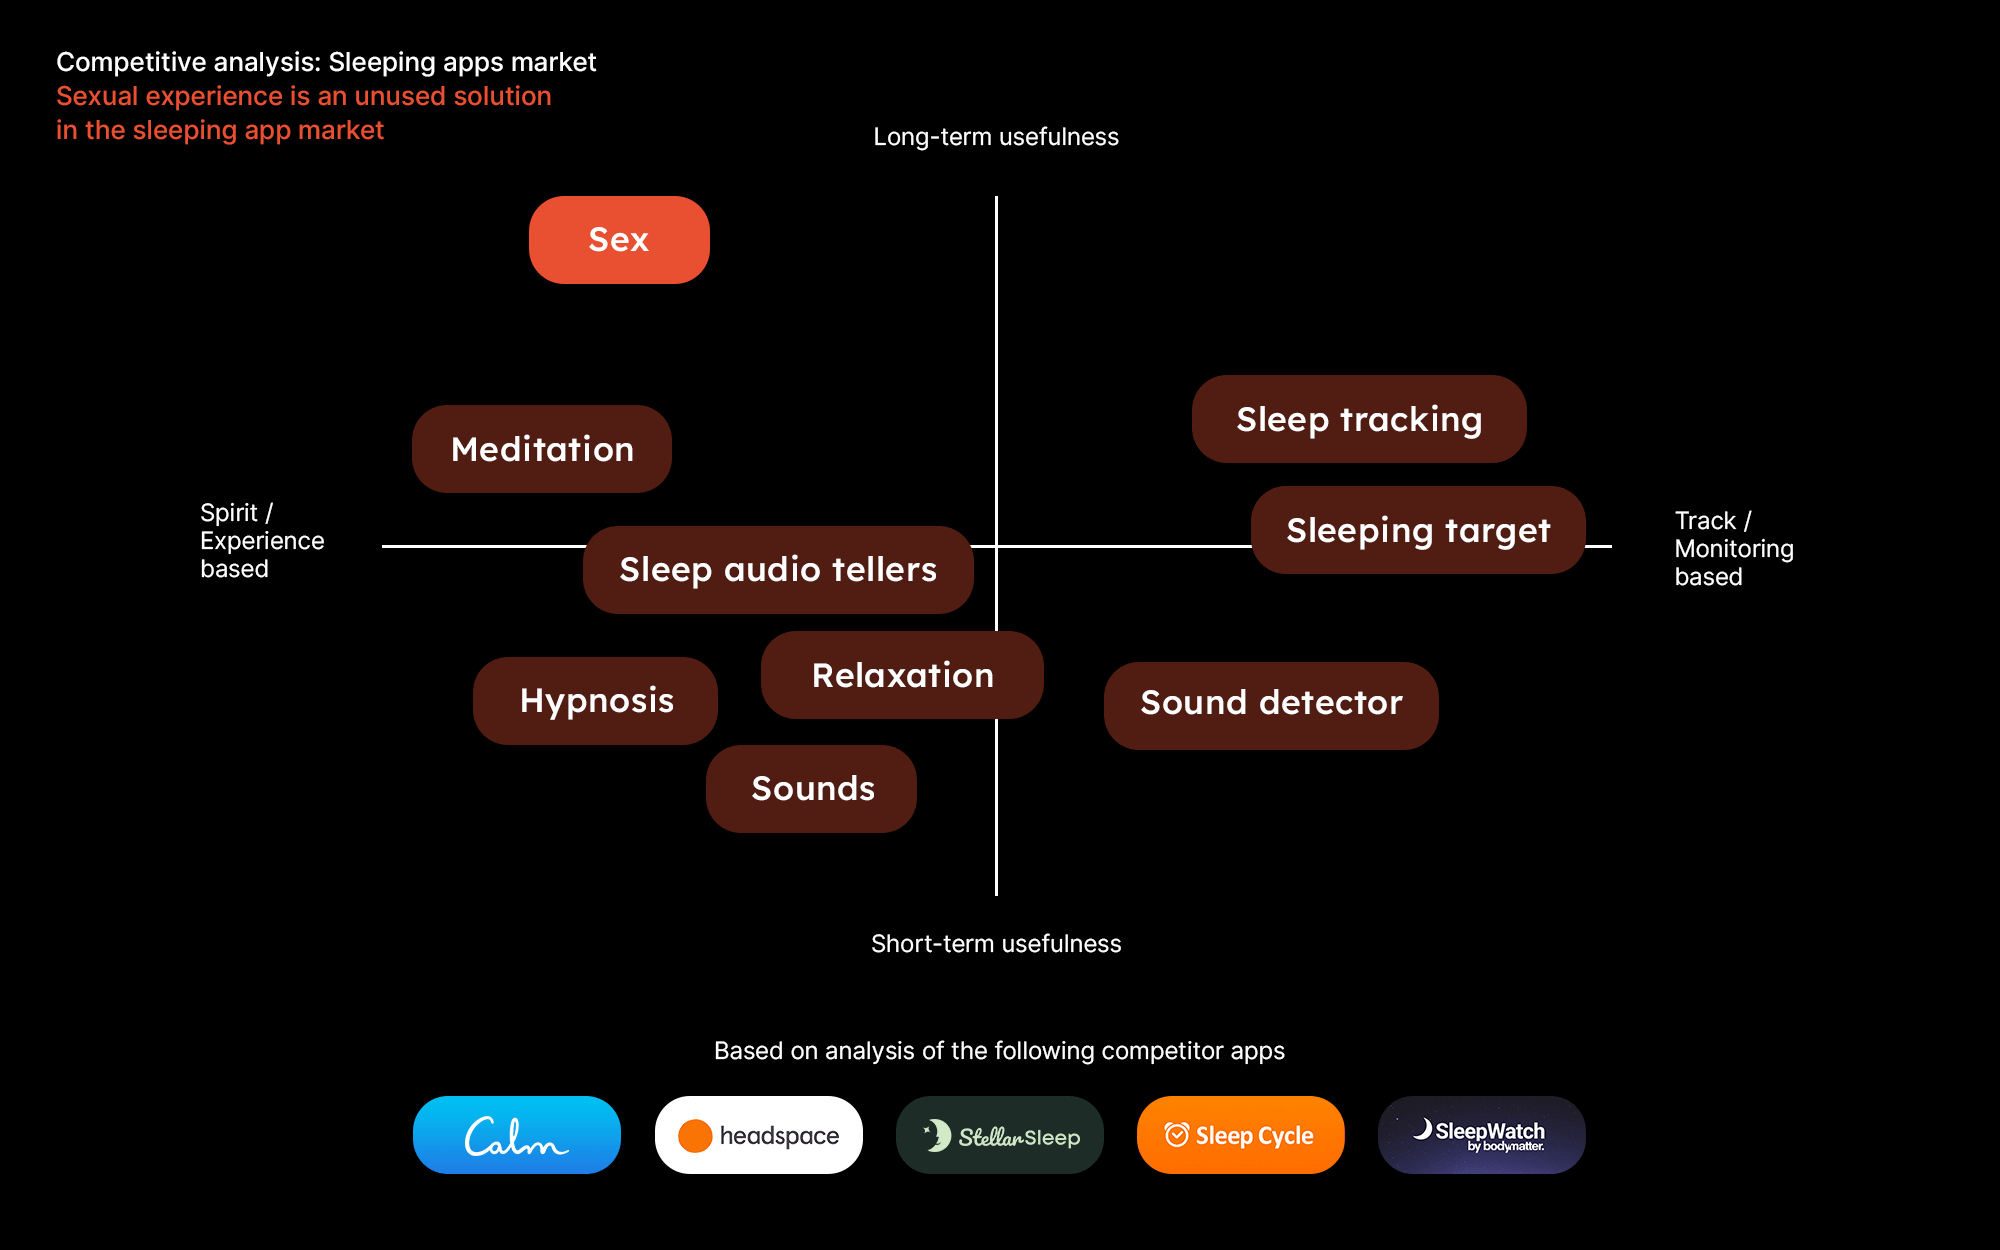 Competitive analysis: Sleeping apps market
Sexual experience is an unused solution
in the sleeping app market
Long-term usefulness
Sex
Sleep tracking
Meditation
Sleeping target
Spirit /
Experience
based
Track /
Monitoring
based
Sleep audio tellers
Relaxation
Hypnosis
Sound detector
Sounds
Short-term usefulness
Based on analysis of the following competitor apps
Calm
headspace
StellarSleep
Sleep Cycle
SleepWatch
by bodymatter.